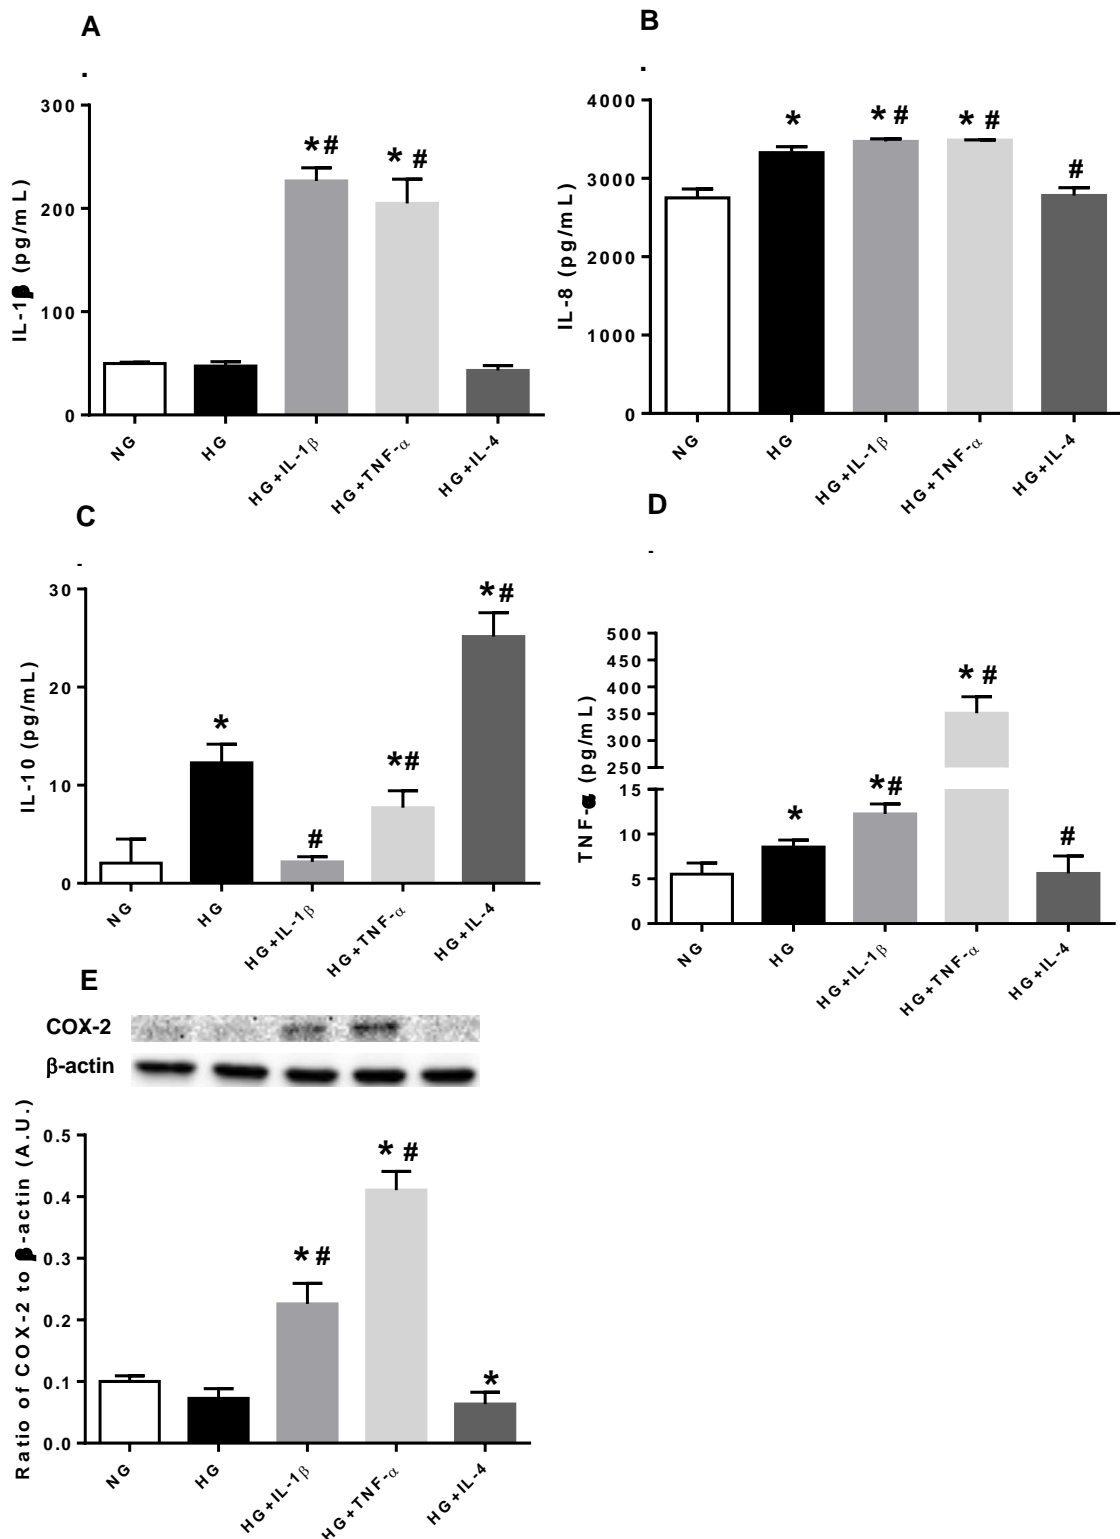 A
.
300
200
100
0
IL-1β (pg/mL)
* #
* #
NG
HG
HG+IL-1β
HG+TNF-α
HG+IL-4
B
.
4000
3000
2000
1000
0
IL-8 (pg/mL)
*
* #
* #
#
NG
HG
HG+IL-1β
HG+TNF-α
HG+IL-4
C
-
30
20
10
0
IL-10 (pg/mL)
*
#
*#
*#
NG
HG
HG+IL-1β
HG+TNF-α
HG+IL-4
D
-
500
450
400
350
300
250
15
10
5
0
TNF-α (pg/mL)
*
*#
* #
#
NG
HG
HG+IL-1β
HG+TNF-α
HG+IL-4
E
COX-2
β-actin
0.5
0.4
0.3
0.2
0.1
0.0
Ratio of COX-2 to β-actin (A.U.)
* #
* #
*
NG
HG
HG+IL-1β
HG+TNF-α
HG+IL-4